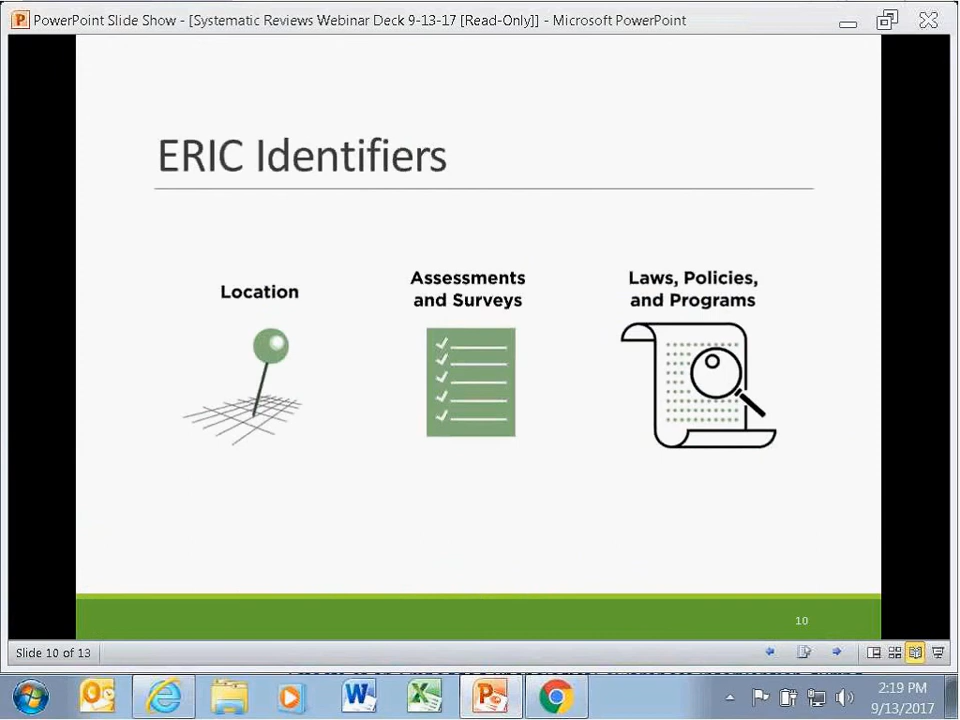 PowerPoint Slide Show - [Systematic Reviews Webinar Deck 9-13-17 [Read-Only]] - Microsoft PowerPoint
ERIC Identifiers
Location
Assessments
and Surveys
Laws, Policies,
and Programs
10
Slide 10 of 13
2:19 PM
9/13/2017